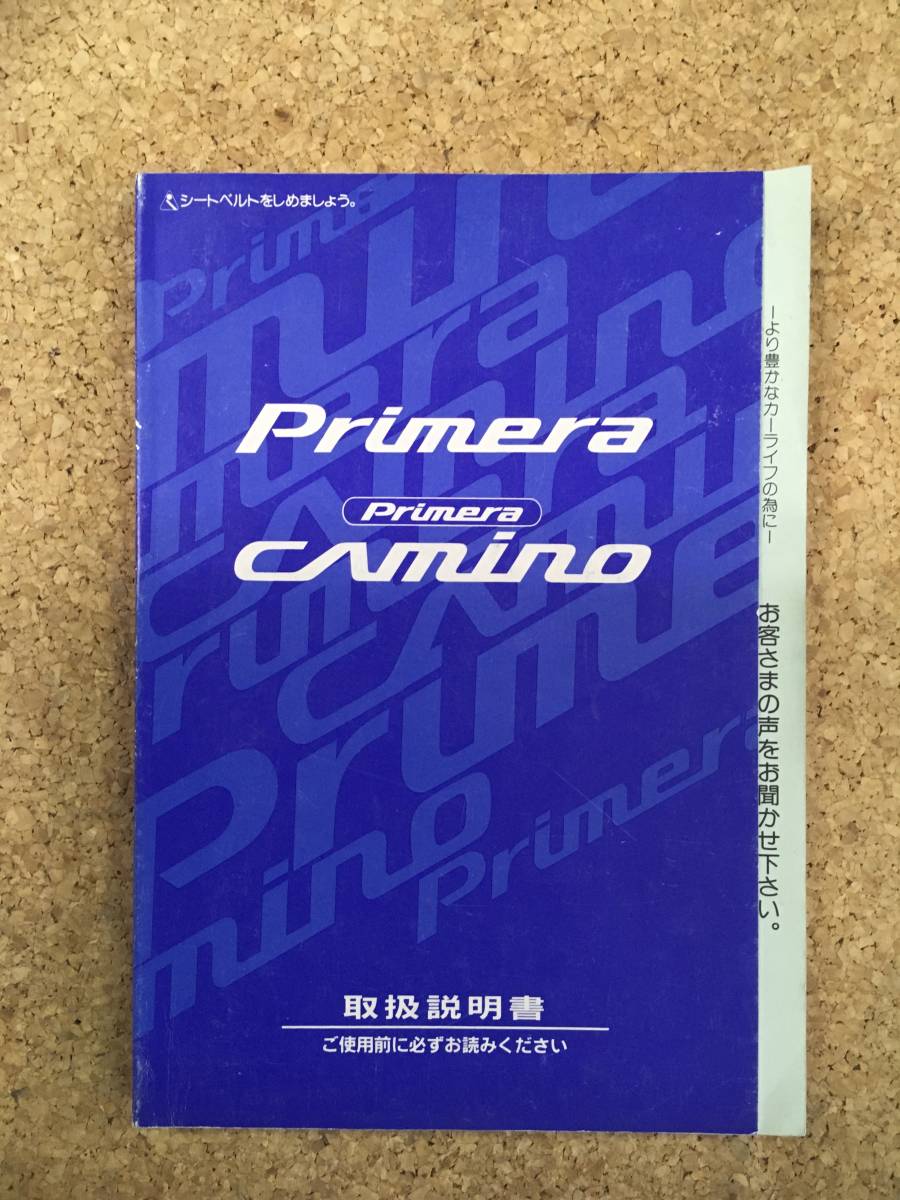 シートベルトをしめましょう。
Primera
Primera
CAmino
取扱説明書
ご使用前に必ずお読みください
ーより豊かなカーライフの為にー
お客さまの声をお聞かせ下さい。